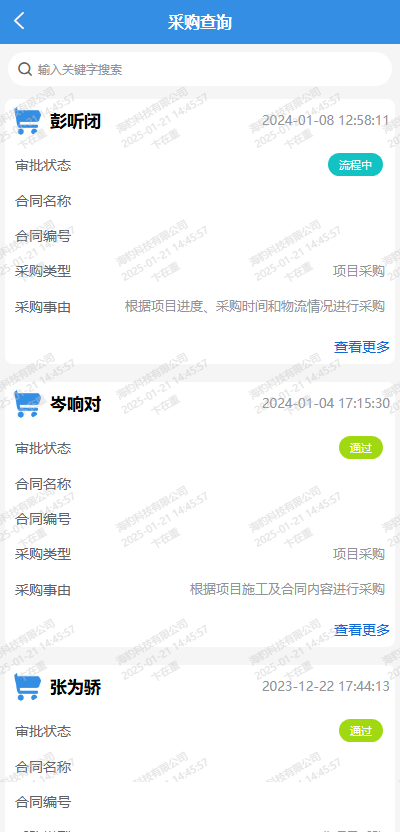 采购查询
输入关键字搜索
彭听闭
2024-01-08 12:58:11
审批状态
流程中
合同名称
合同编号
采购类型
项目采购
采购事由
根据项目进度、采购时间和物流情况进行采购
查看更多
岑响对
2024-01-04 17:15:30
审批状态
通过
合同名称
合同编号
采购类型
项目采购
采购事由
根据项目施工及合同内容进行采购
查看更多
张为骄
2023-12-22 17:44:13
审批状态
通过
合同名称
合同编号
海豹科技有限公司
2025-01-21 14:45:57
卞在重